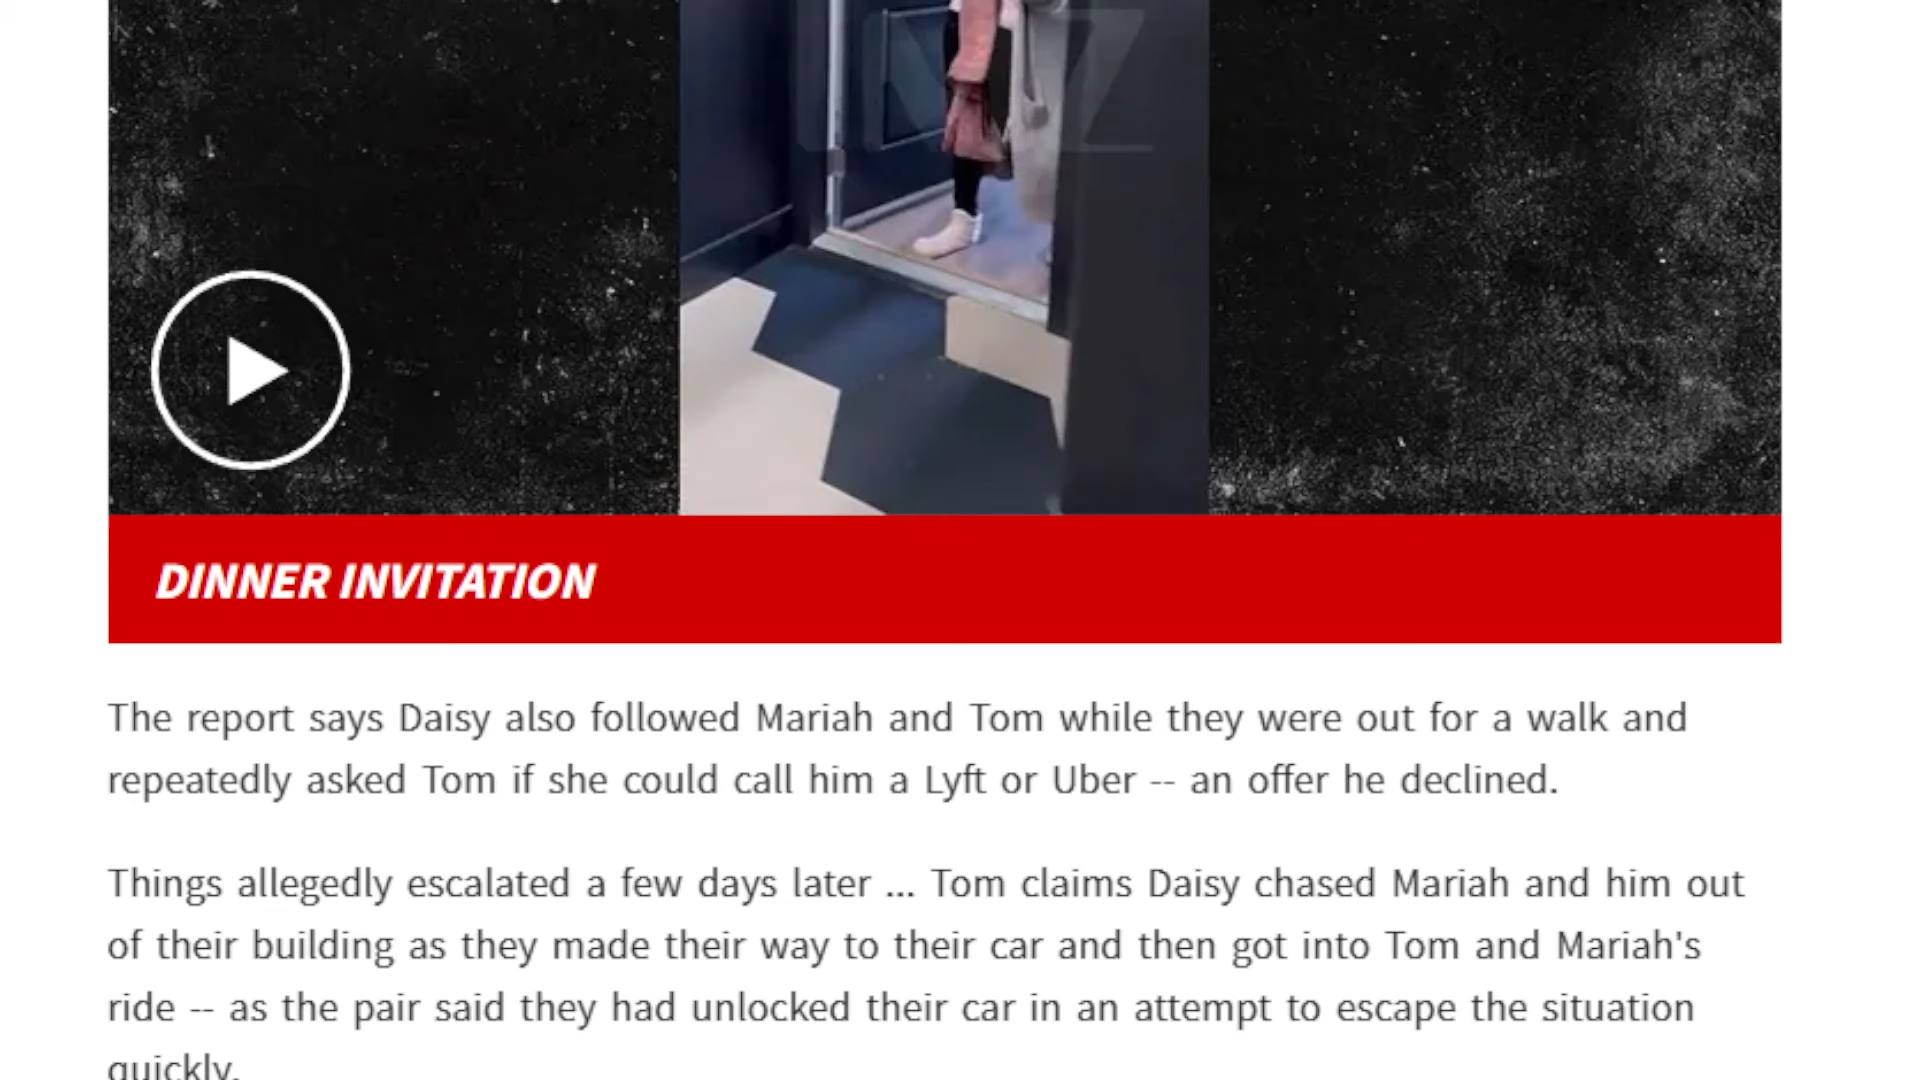 DINNER INVITATION
The report says Daisy also followed Mariah and Tom while they were out for a walk and
repeatedly asked Tom if she could call him a Lyft or Uber -- an offer he declined.
Things allegedly escalated a few days later ... Tom claims Daisy chased Mariah and him out
of their building as they made their way to their car and then got into Tom and Mariah's
ride -- as the pair said they had unlocked their car in an attempt to escape the situation
quickly.